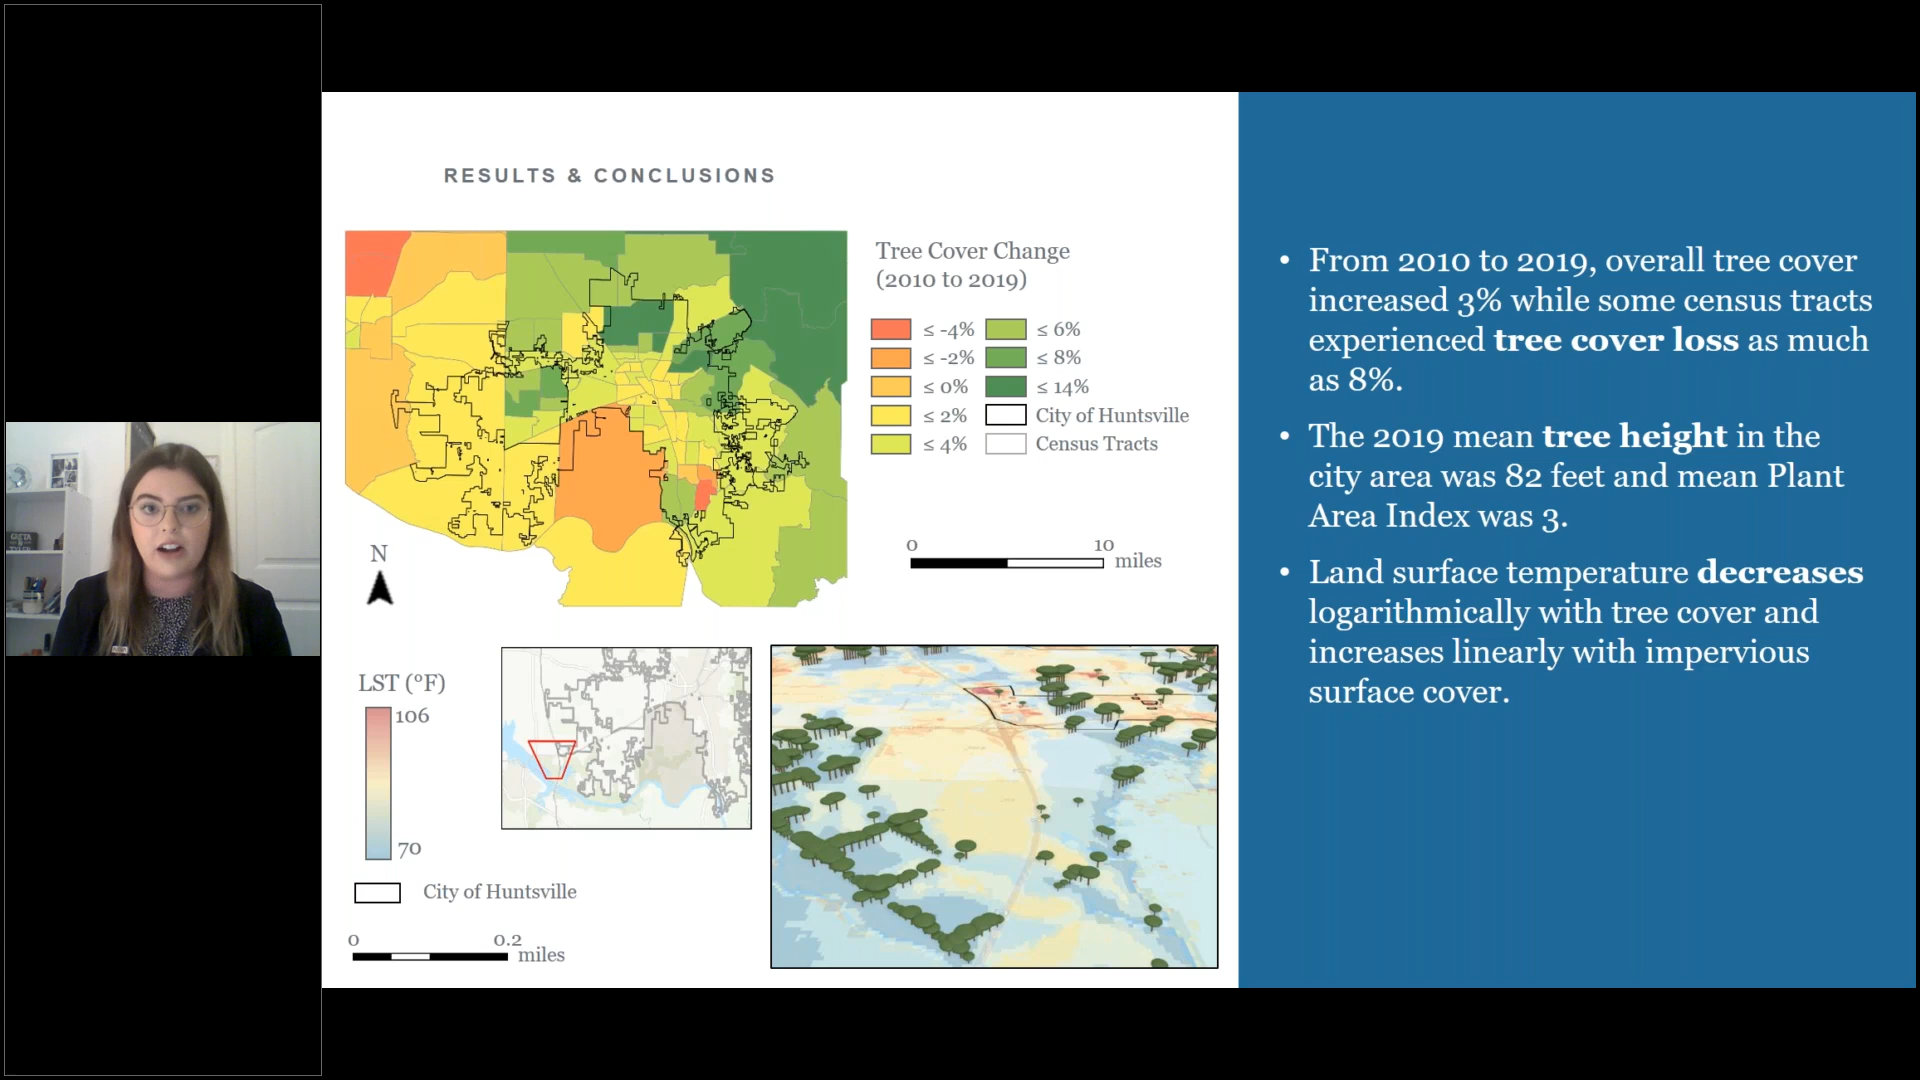 RESULTS & CONCLUSIONS
Tree Cover Change
(2010 to 2019)
≤ -4%
≤ -2%
≤ 0%
≤ 2%
≤ 4%
≤ 6%
≤ 8%
≤ 14%
City of Huntsville
Census Tracts
N
0 10
miles
LST (°F)
106
70
City of Huntsville
0 0.2
miles
• From 2010 to 2019, overall tree cover
increased 3% while some census tracts
experienced tree cover loss as much
as 8%.
• The 2019 mean tree height in the
city area was 82 feet and mean Plant
Area Index was 3.
• Land surface temperature decreases
logarithmically with tree cover and
increases linearly with impervious
surface cover.